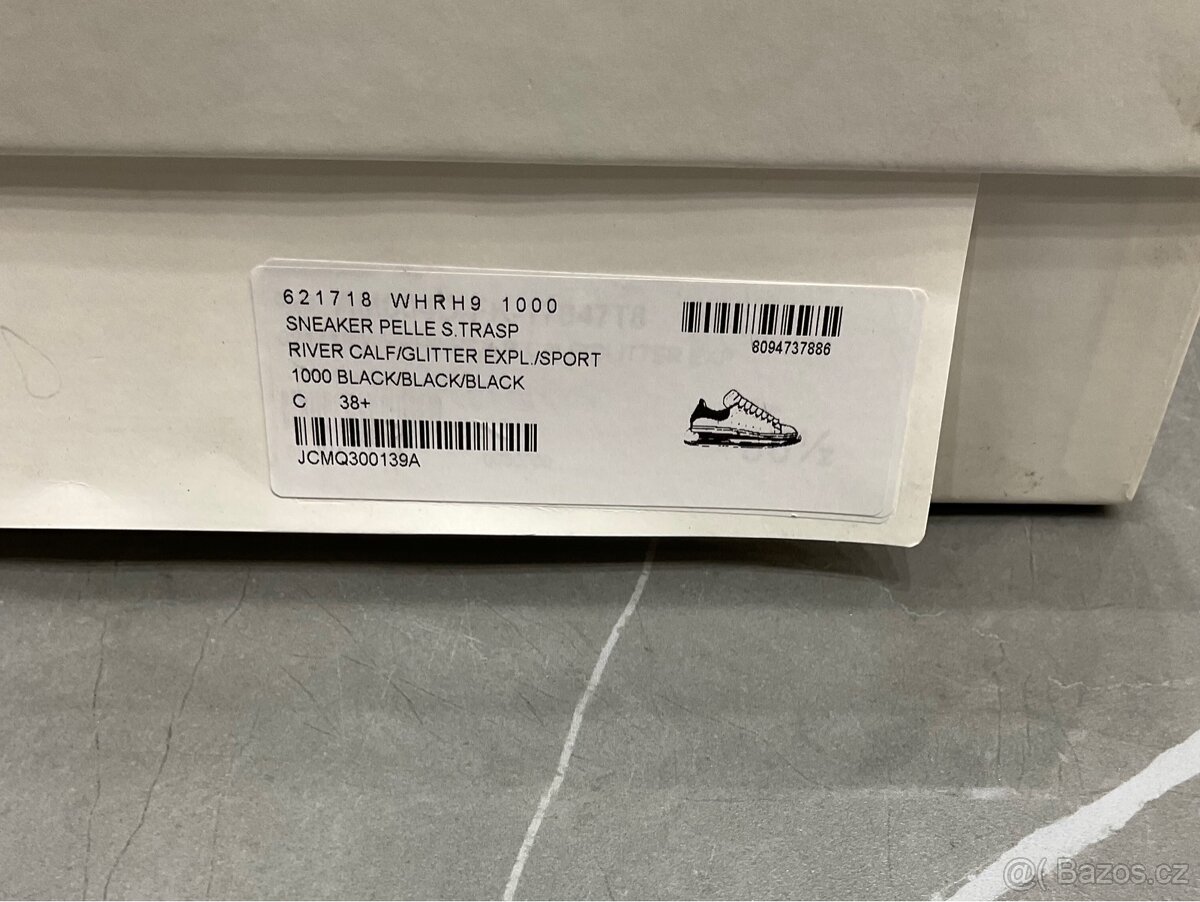 621718 WHRH9 1000
SNEAKER PELLE S.TRASP
RIVER CALF/GLITTER EXPL./SPORT
1000 BLACK/BLACK/BLACK
C 38+
JCMQ300139A
6094737886
@( Bazos.cz